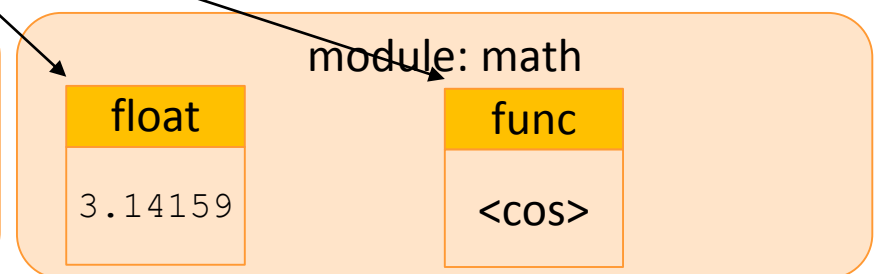 module: math
float
func
3.14159
<cos>